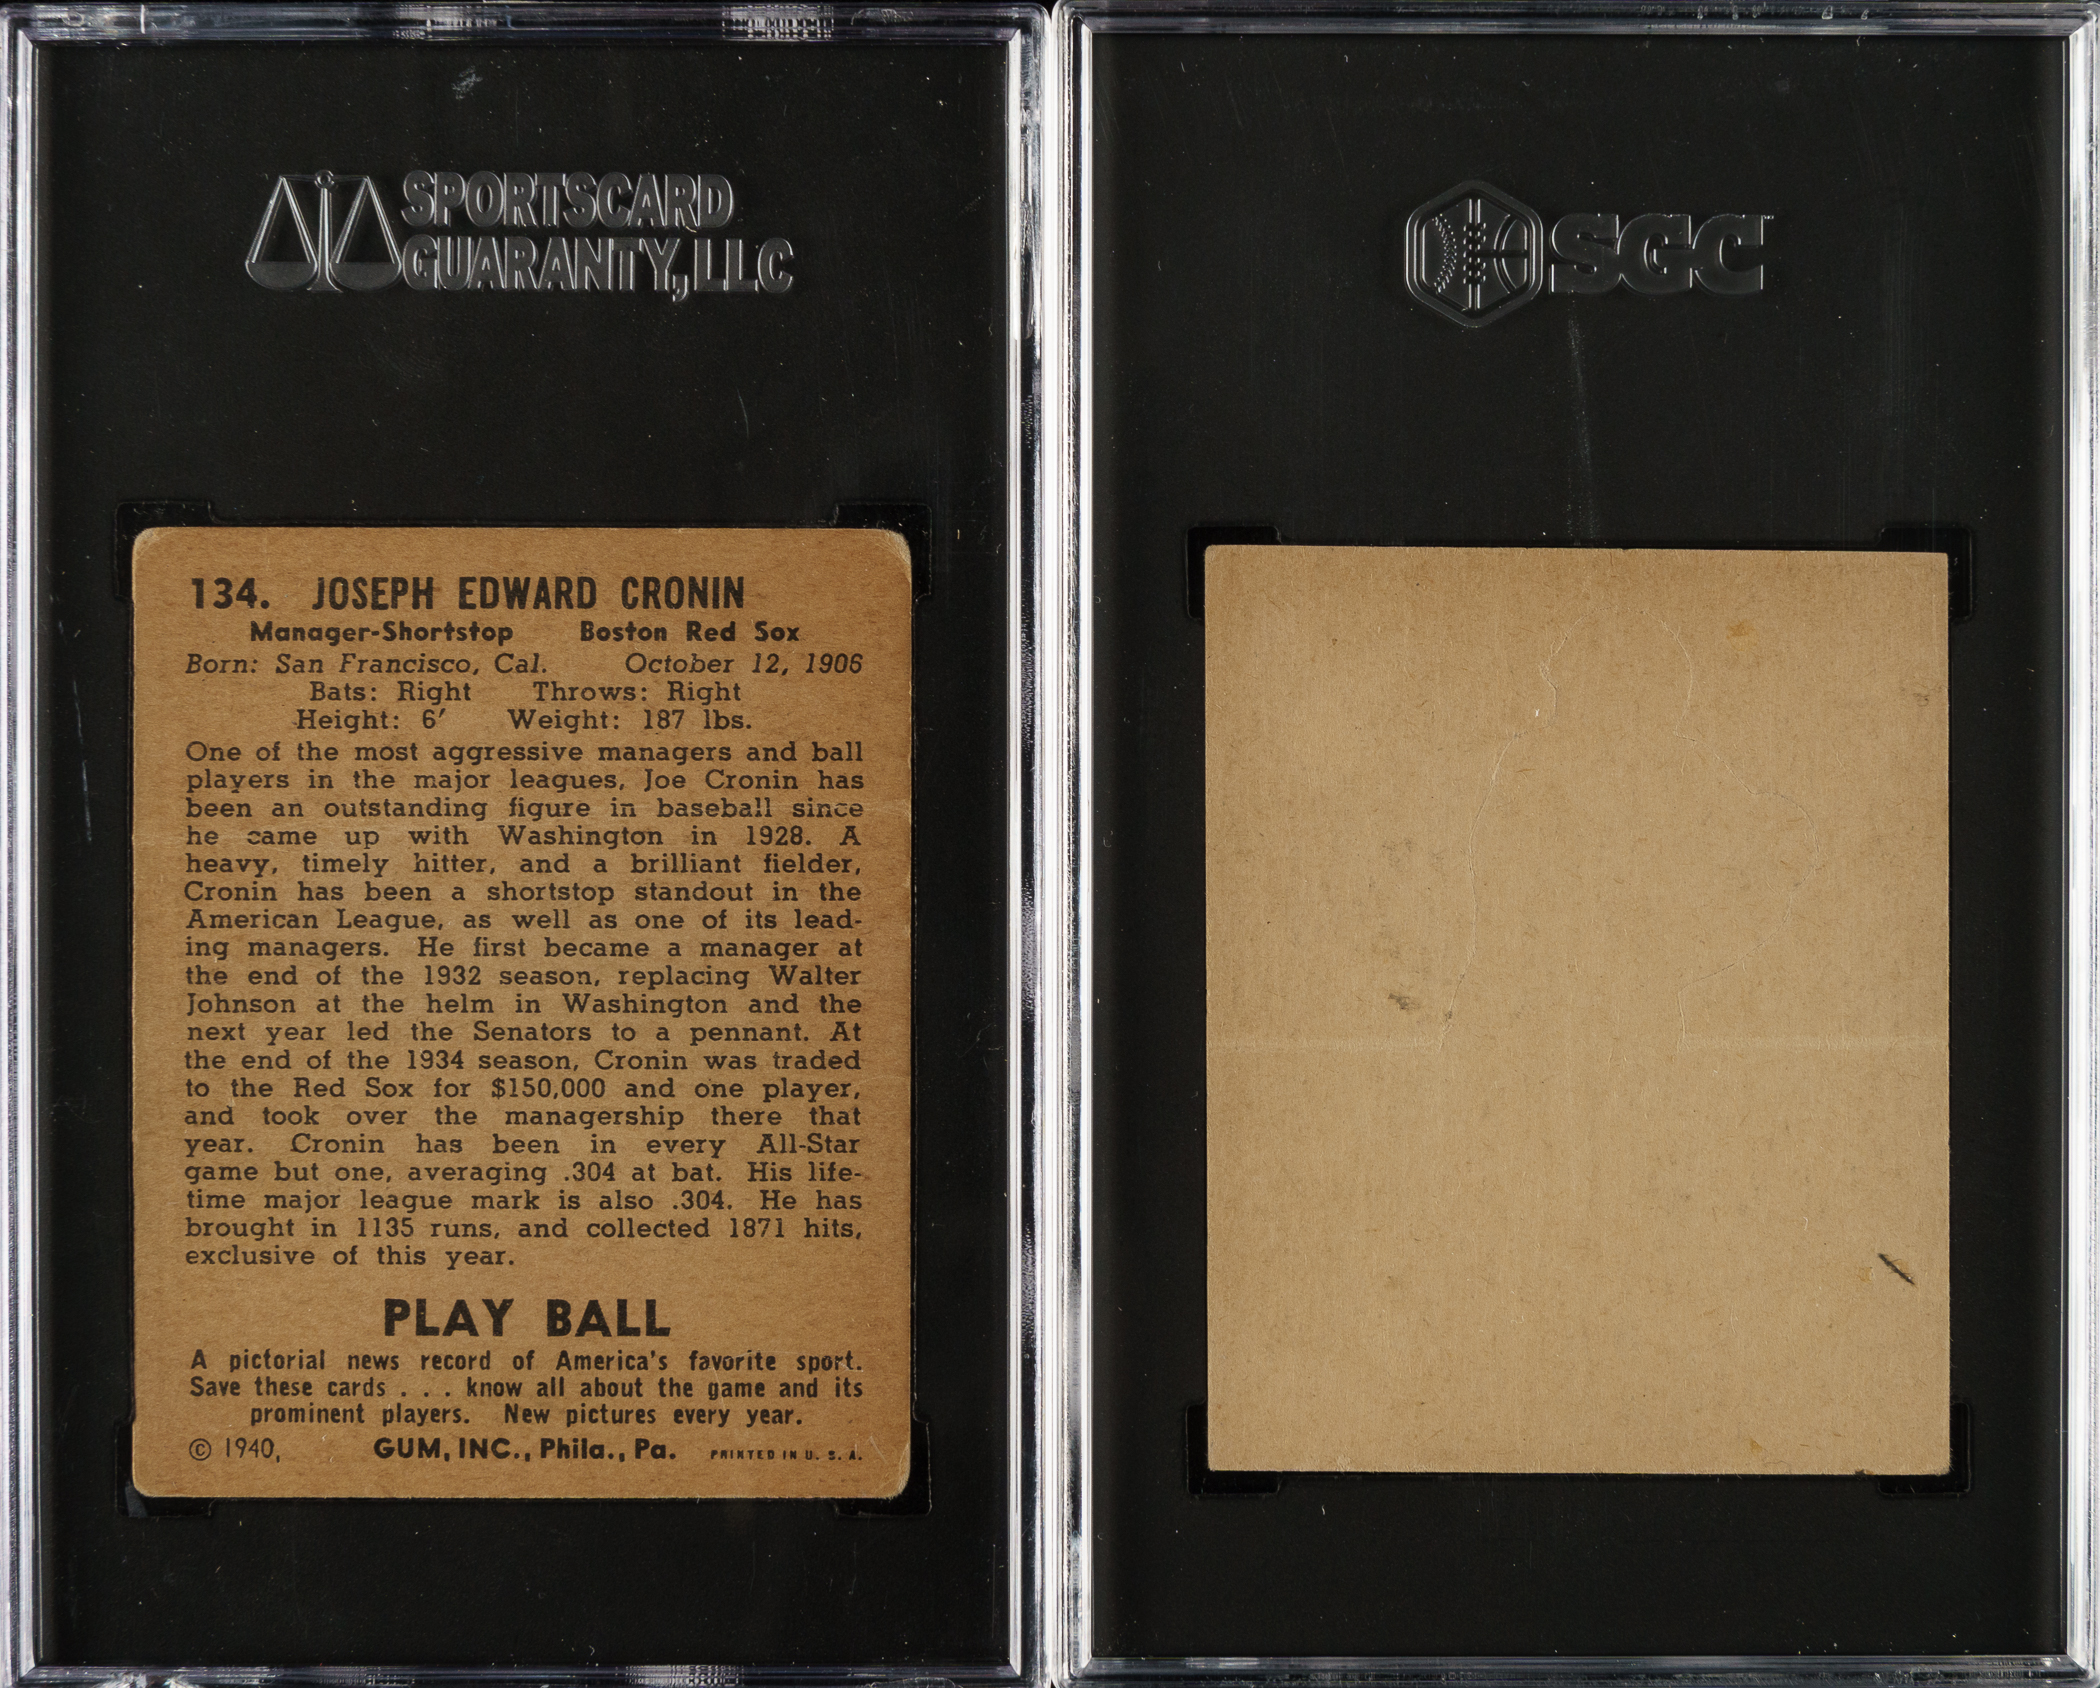 SPORTSCARD
GUARANTY, LLC
134. JOSEPH EDWARD CRONIN
Manager-Shortstop Boston Red Sox
Born: San Francisco, Cal. October 12, 1906
Bats: Right Throws: Right
Height: 6′ Weight: 187 lbs.
One of the most aggressive managers and ball
players in the major leagues, Joe Cronin has
been an outstanding figure in baseball since
he came up with Washington in 1928. A
heavy, timely hitter, and a brilliant fielder,
Cronin has been a shortstop standout in the
American League, as well as one of its lead-
ing managers. He first became a manager at
the end of the 1932 season, replacing Walter
Johnson at the helm in Washington and the
next year led the Senators to a pennant. At
the end of the 1934 season, Cronin was traded
to the Red Sox for $150,000 and one player,
and took over the managership there that
year. Cronin has been in every All-Star
game but one, averaging .304 at bat. His life-
time major league mark is also .304. He has
brought in 1135 runs, and collected 1871 hits,
exclusive of this year.
PLAY BALL
A pictorial news record of America's favorite sport.
Save these cards . . . know all about the game and its
prominent players. New pictures every year.
© 1940, GUM, INC., Phila., Pa. PRINTED IN U. S. A.
SGC